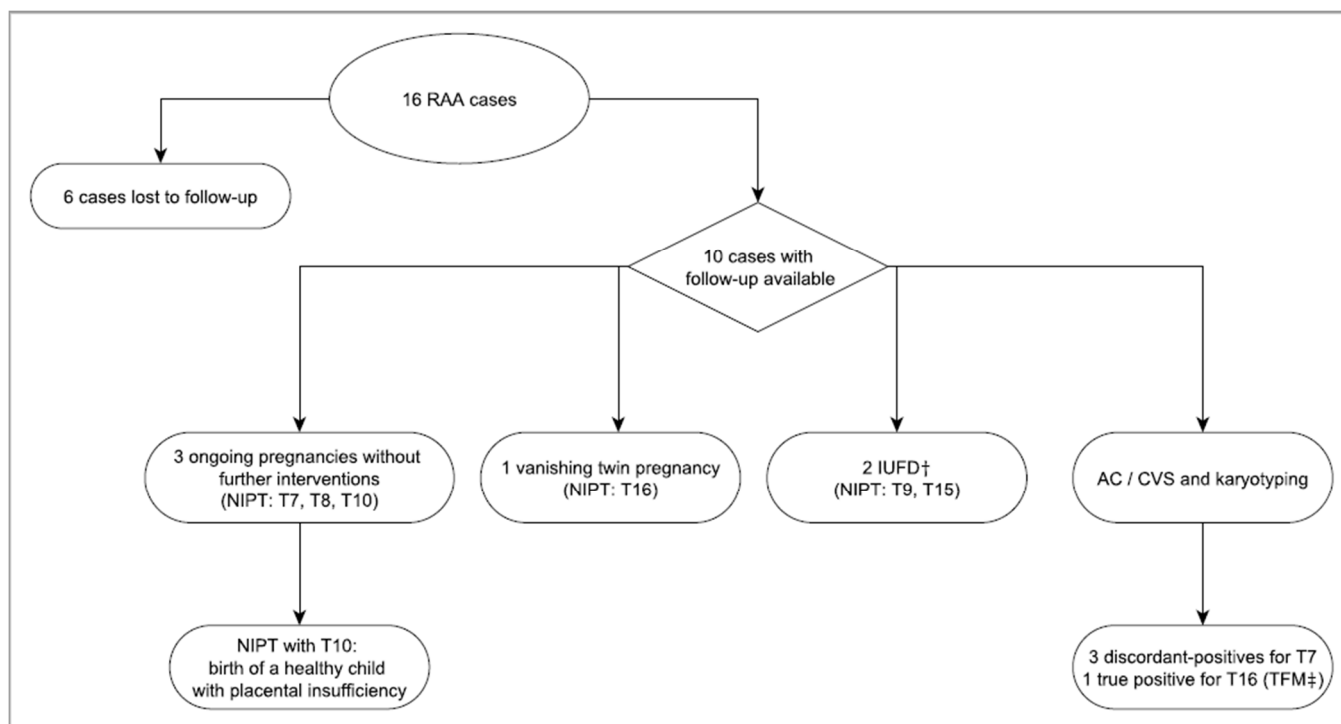 16 RAA cases
6 cases lost to follow-up
10 cases with
follow-up available
3 ongoing pregnancies without
further interventions
(NIPT: T7, T8, T10)
1 vanishing twin pregnancy
(NIPT: T16)
2 IUFD†
(NIPT: T9, T15)
AC / CVS and karyotyping
NIPT with T10:
birth of a healthy child
with placental insufficiency
3 discordant-positives for T7
1 true positive for T16 (TFM‡)